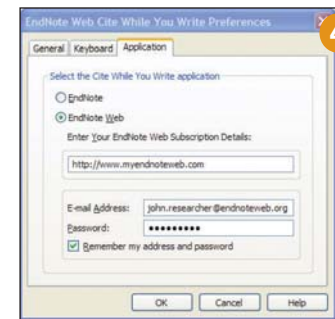 EndNote Web Cite While You Write Preferences
4
General Keyboard Application
Select the Cite While You Write application
EndNote
EndNote Web
Enter Your EndNote Web Subscription Details:
http://www.myendnoteweb.com
E-mail Address: john.researcher@endnoteweb.org
Password: •••••••••
Remember my address and password
OK Cancel Help